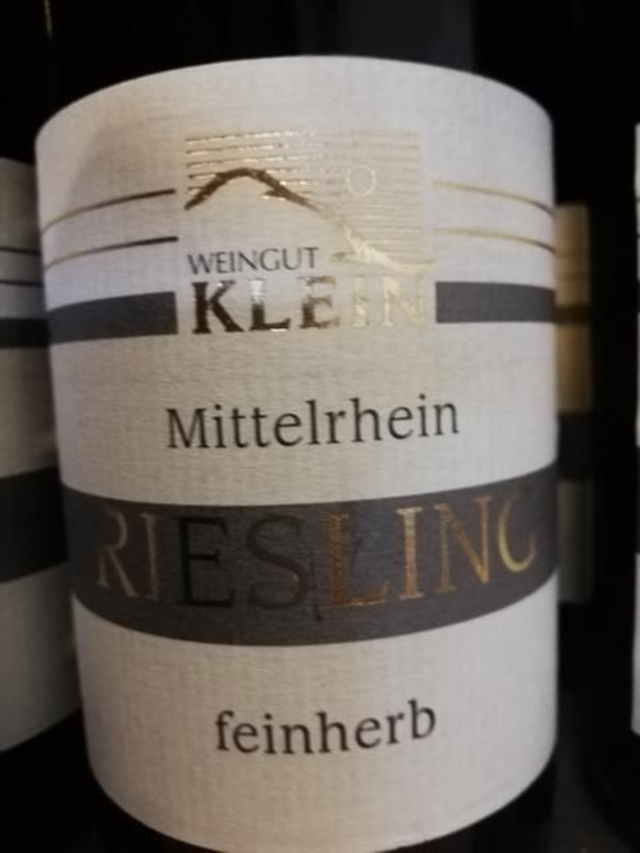 WEINGUT
KLEIN
Mittelrhein
RIESLING
feinherb